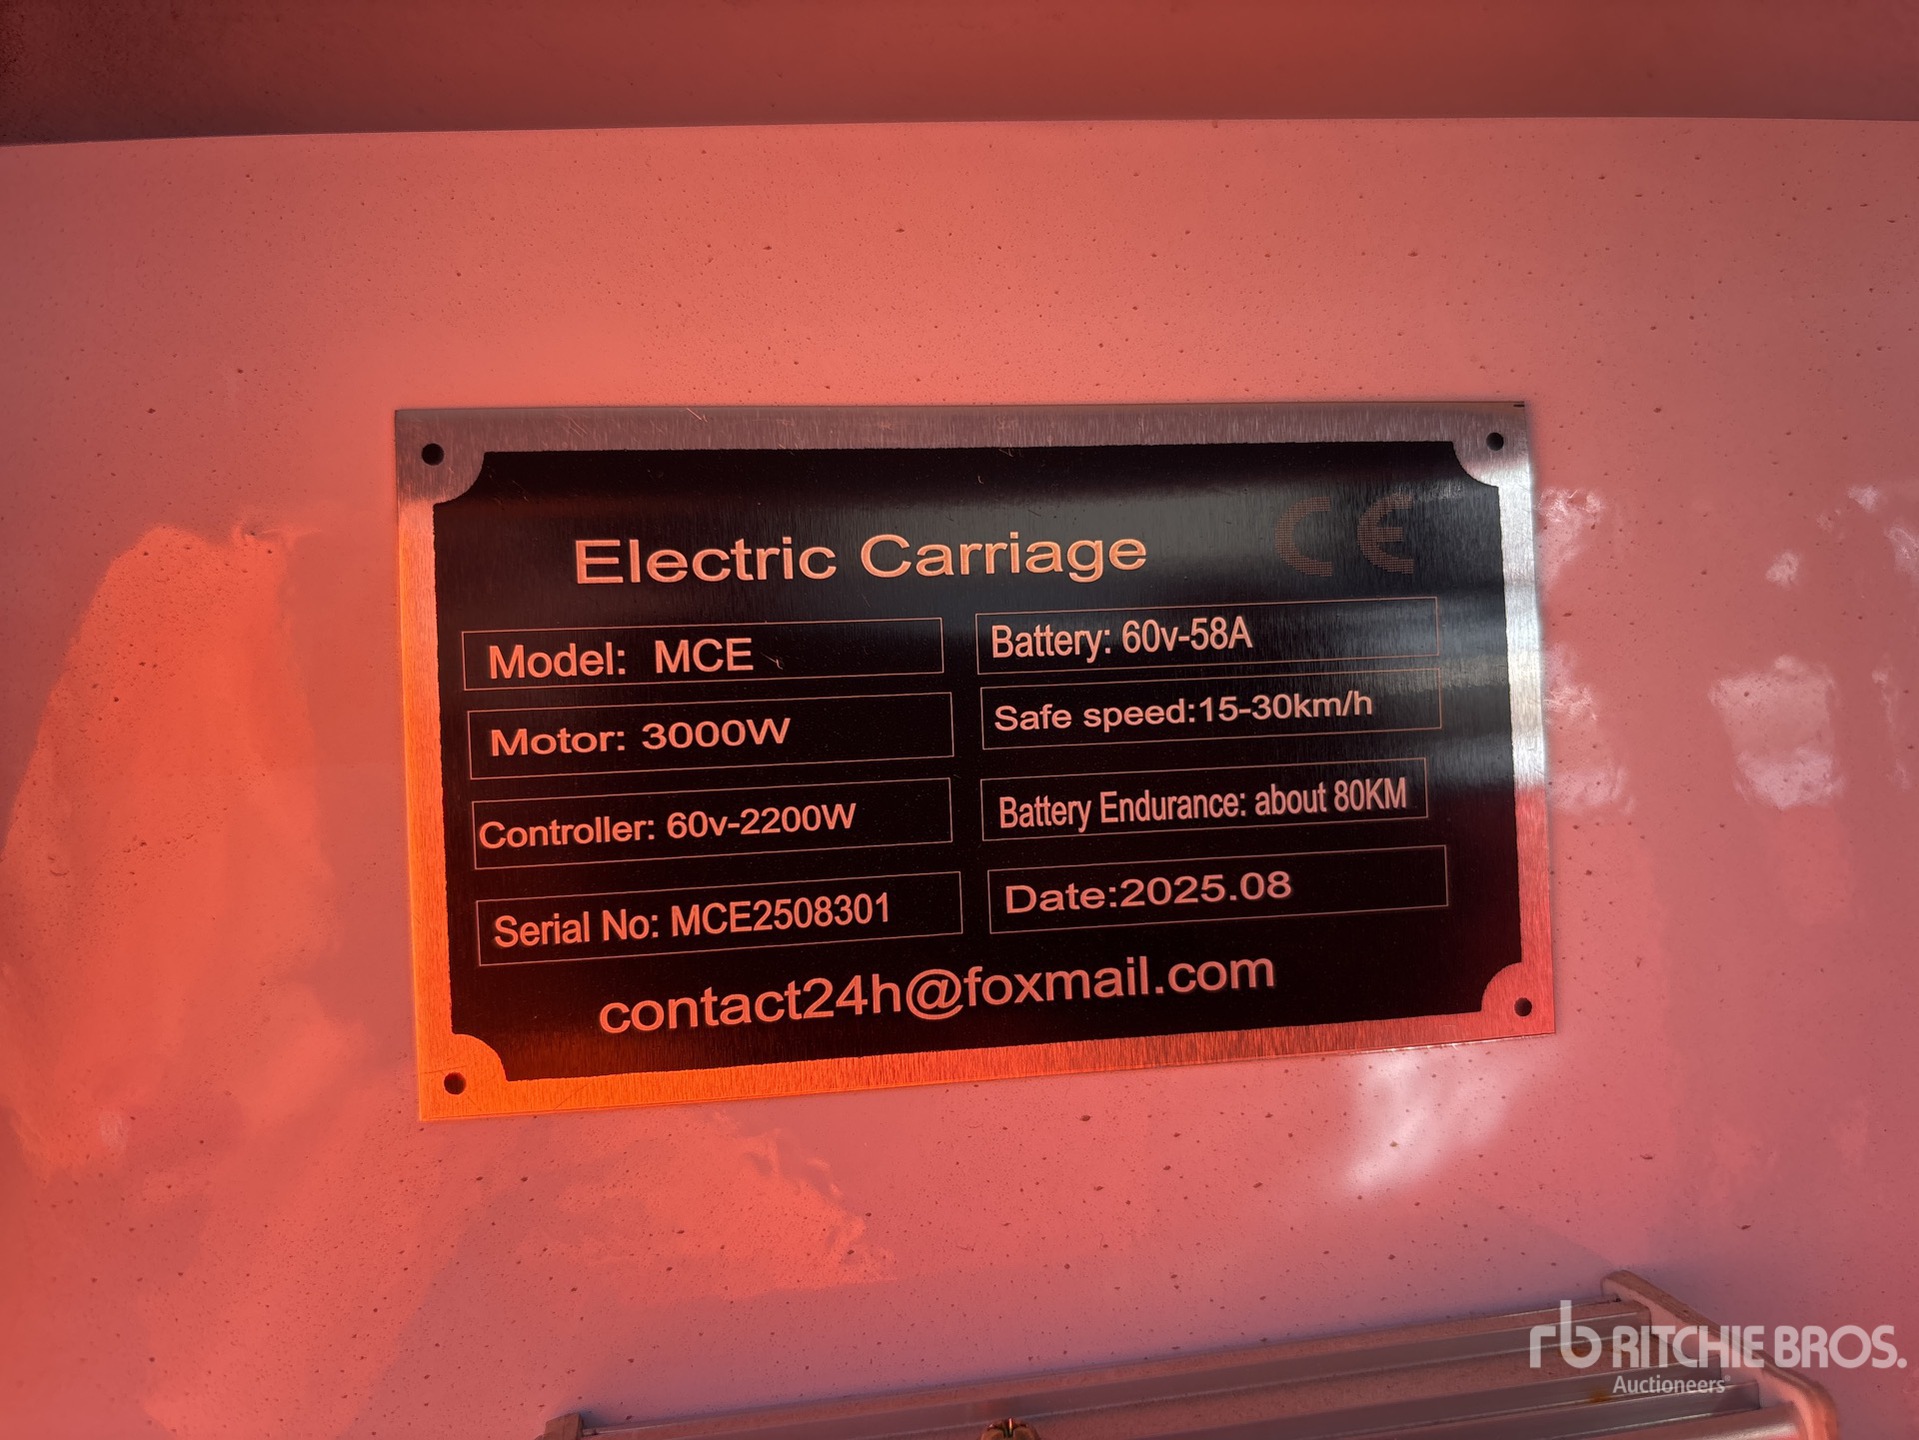 Electric Carriage CE
Model: MCE
Battery: 60v-58A
Motor: 3000W
Safe speed:15-30km/h
Controller: 60v-2200W
Battery Endurance: about 80KM
Serial No: MCE2508301
Date:2025.08
contact24h@foxmail.com
rb RITCHIE BROS.
Auctioneers